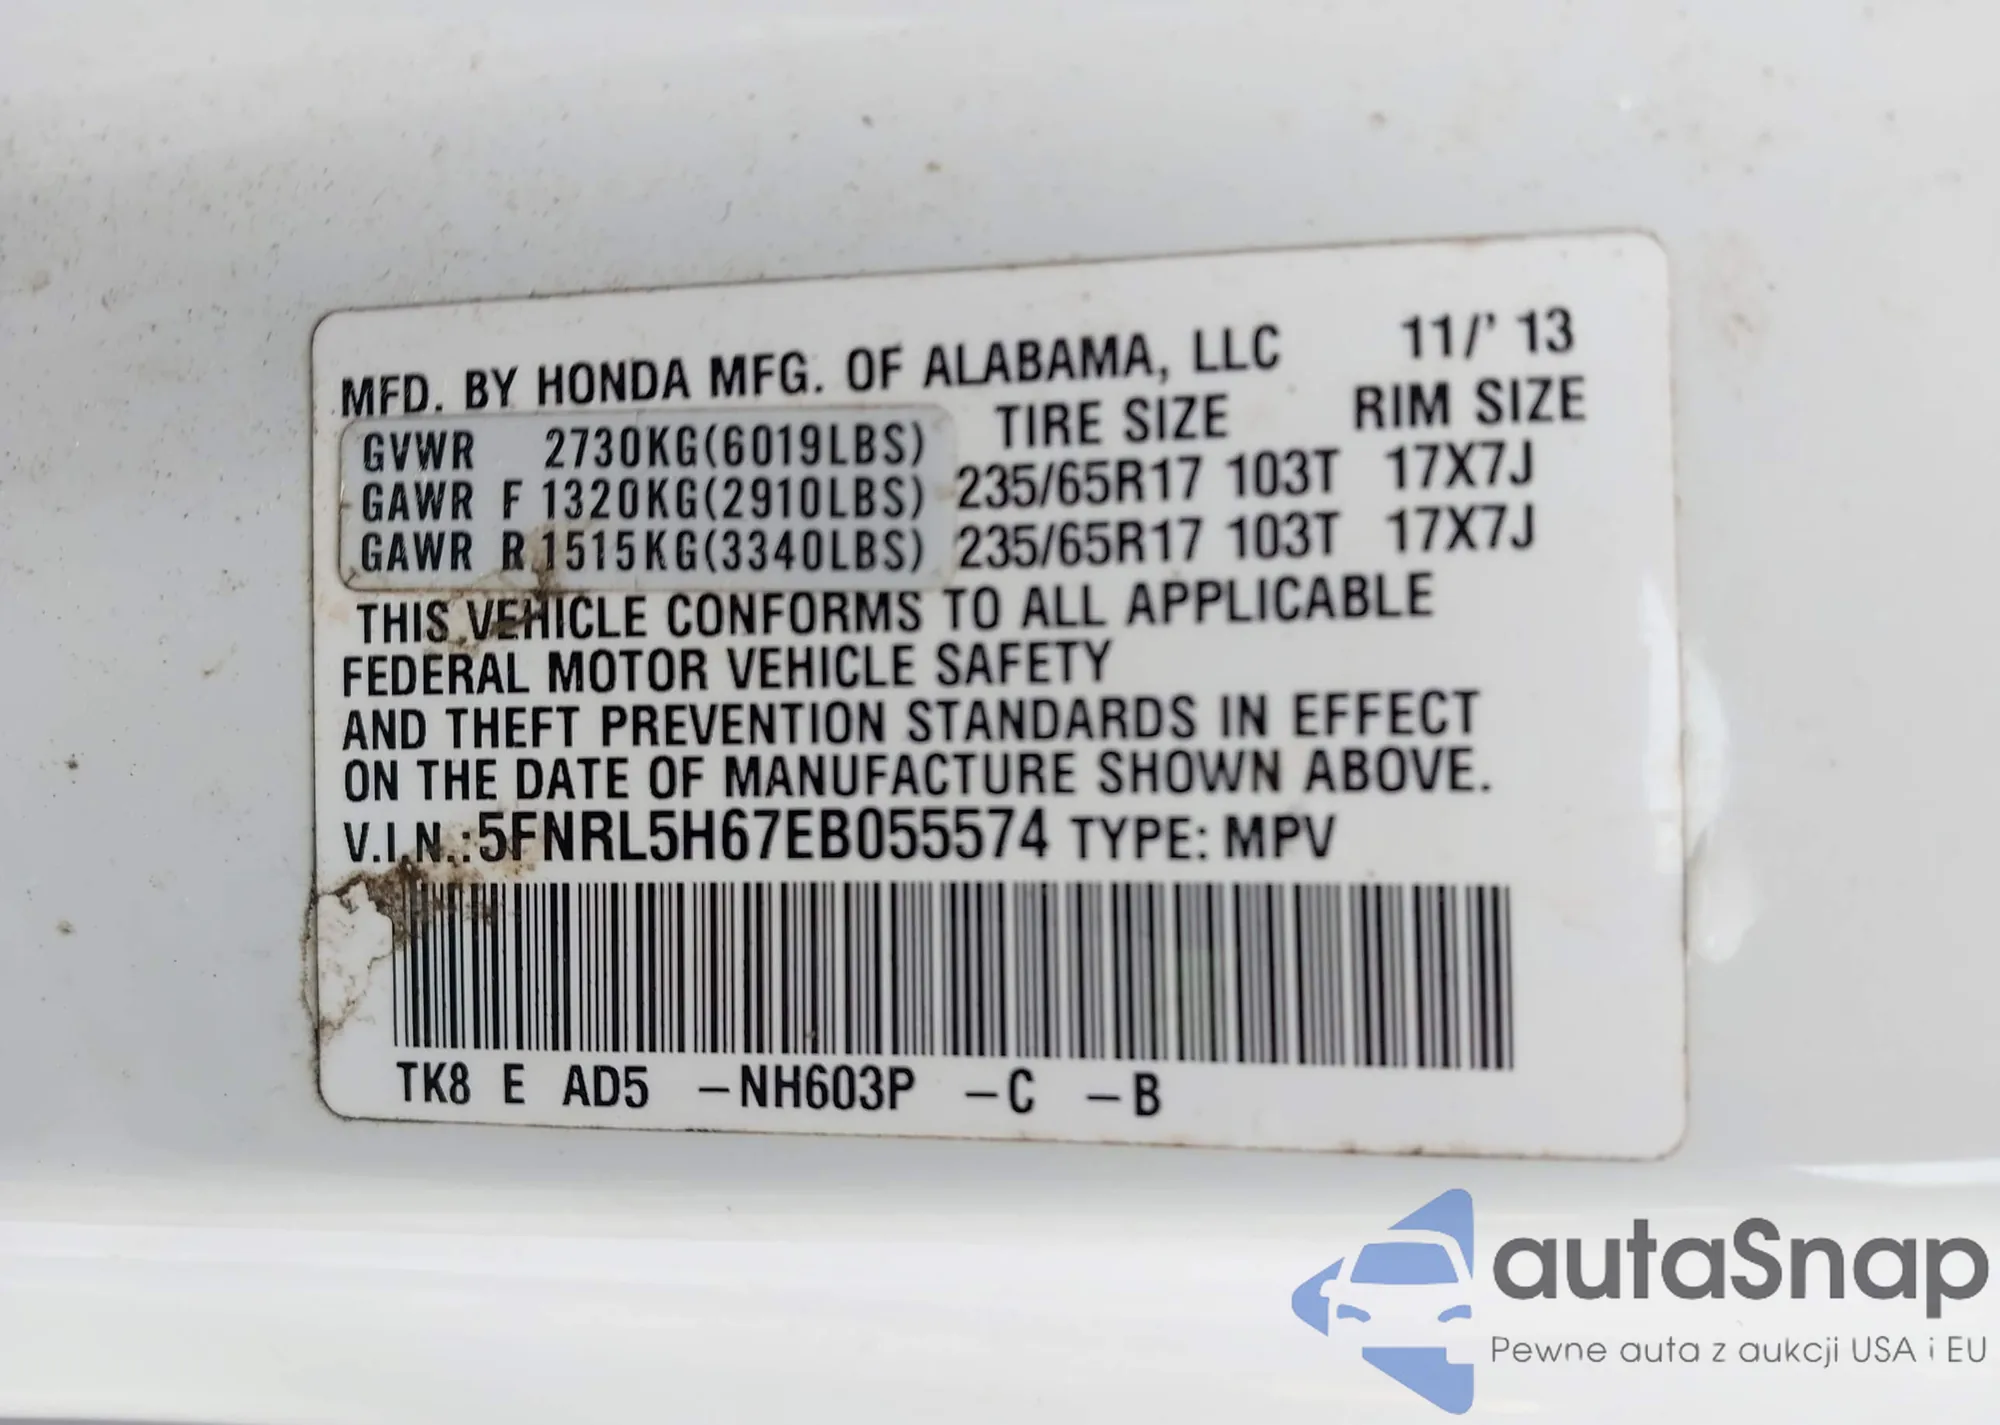 MFD. BY HONDA MFG. OF ALABAMA, LLC 11/' 13
TIRE SIZE RIM SIZE
GVWR 2730KG(6019LBS)
GAWR F 1320KG(2910LBS) 235/65R17 103T 17X7J
GAWR R 1515KG(3340LBS) 235/65R17 103T 17X7J
THIS VEHICLE CONFORMS TO ALL APPLICABLE
FEDERAL MOTOR VEHICLE SAFETY
AND THEFT PREVENTION STANDARDS IN EFFECT
ON THE DATE OF MANUFACTURE SHOWN ABOVE.
V.I.N.:5FNRL5H67EB055574 TYPE: MPV
TK8 E AD5 -NH603P -C -B
autaSnap
Pewne auta z aukcji USA i EU